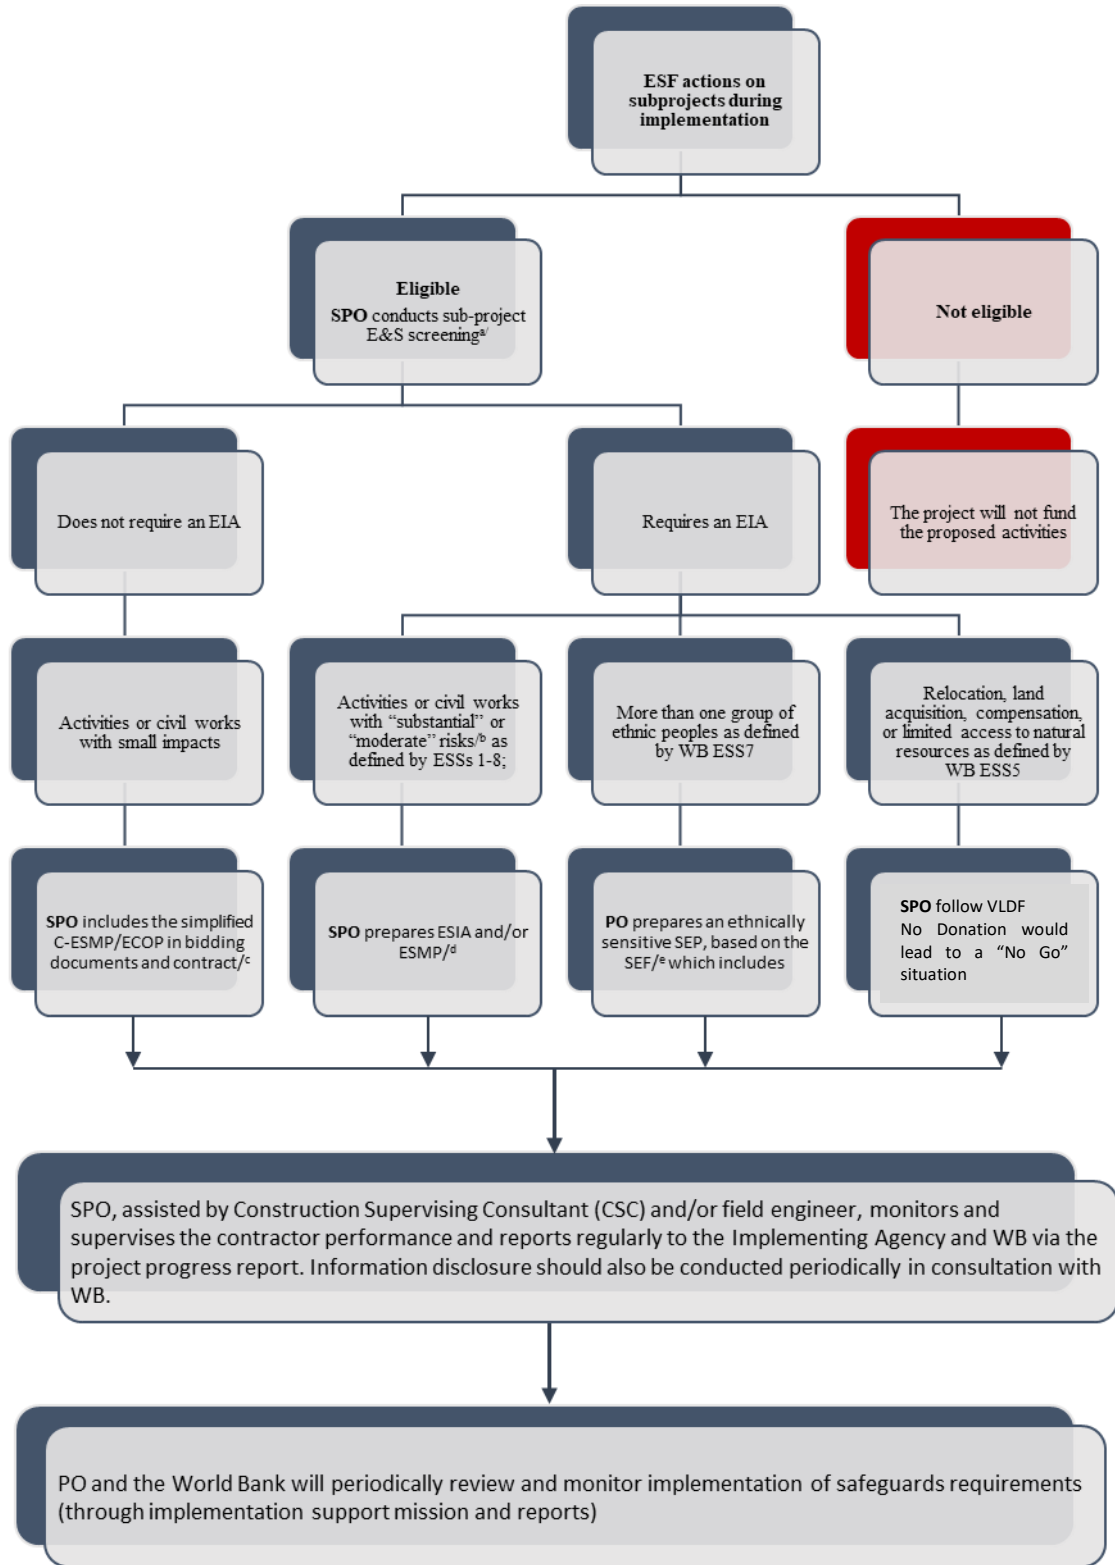 ESF actions on
subprojects during
implementation
Eligible
SPO conducts sub-project
E&S screeningᵃ/
Not eligible
Does not require an EIA
Requires an EIA
The project will not fund
the proposed activities
Activities or civil works
with small impacts
Activities or civil works
with “substantial” or
“moderate” risks/ᵇ as
defined by ESSs 1-8;
More than one group of
ethnic peoples as defined
by WB ESS7
Relocation, land
acquisition, compensation,
or limited access to natural
resources as defined by
WB ESS5
SPO includes the simplified
C-ESMP/ECOP in bidding
documents and contract/ᶜ
SPO prepares ESIA and/or
ESMP/ᵈ
PO prepares an ethnically
sensitive SEP, based on the
SEF/ᵉ which includes
SPO follow VLDF
No Donation would
lead to a “No Go”
situation
SPO, assisted by Construction Supervising Consultant (CSC) and/or field engineer, monitors and
supervises the contractor performance and reports regularly to the Implementing Agency and WB via the
project progress report. Information disclosure should also be conducted periodically in consultation with
WB.
PO and the World Bank will periodically review and monitor implementation of safeguards requirements
(through implementation support mission and reports)